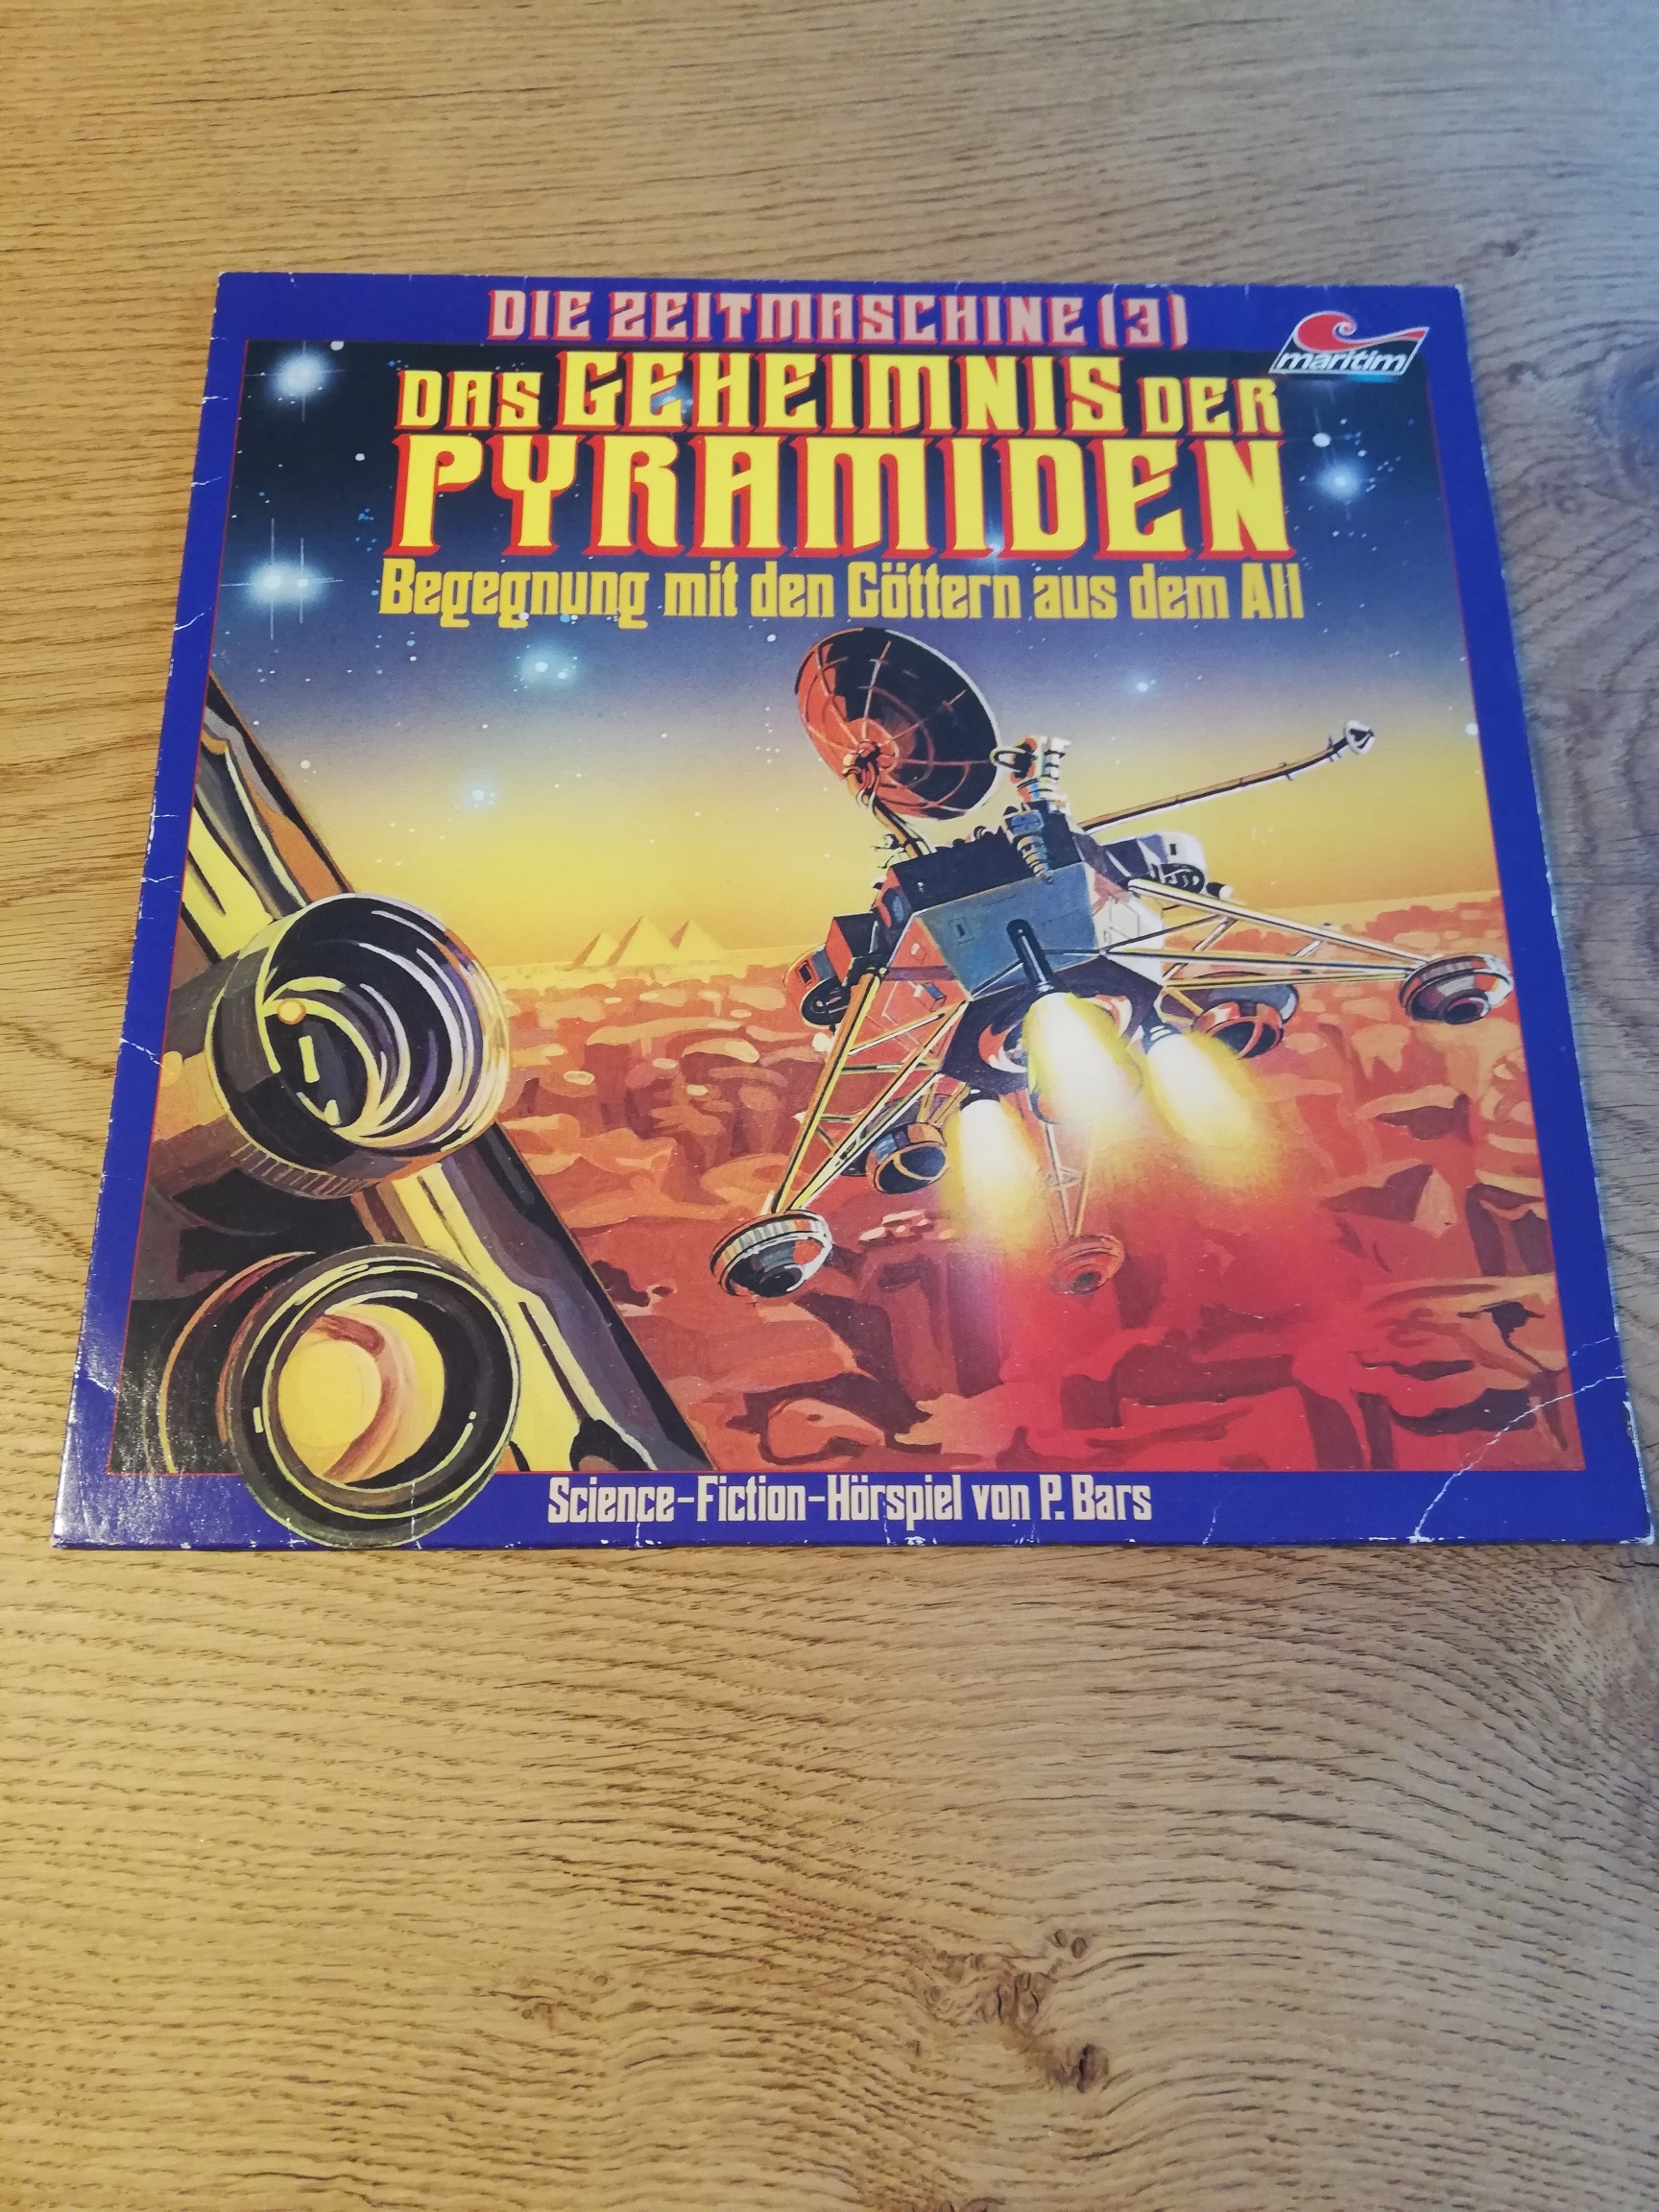 DIE ZEITMASCHINE (3)
maritim
DAS GEHEIMNIS DER
PYRAMIDEN
Begegnung mit den Göttern aus dem All
Science-Fiction-Hörspiel von P. Bars